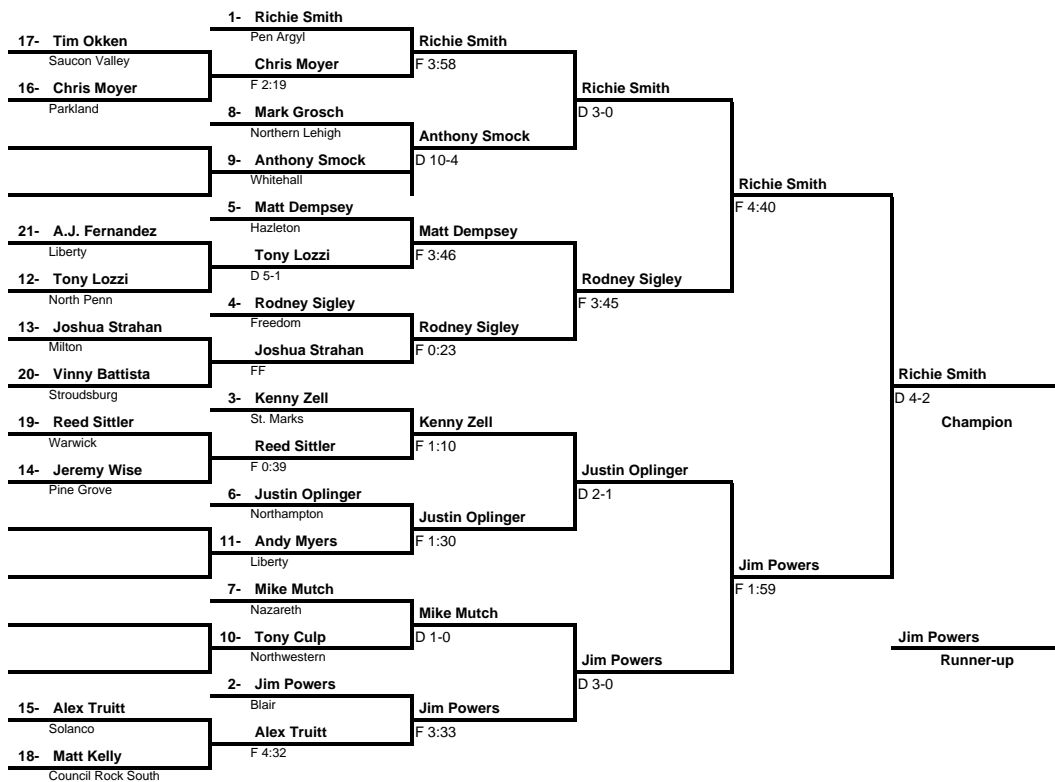 1- Richie Smith
Pen Argyl
17- Tim Okken
Saucon Valley
Richie Smith
F 3:58
Chris Moyer
F 2:19
16- Chris Moyer
Parkland
Richie Smith
D 3-0
8- Mark Grosch
Northern Lehigh
Anthony Smock
D 10-4
9- Anthony Smock
Whitehall
Richie Smith
F 4:40
5- Matt Dempsey
Hazleton
21- A.J. Fernandez
Liberty
Matt Dempsey
F 3:46
Tony Lozzi
D 5-1
12- Tony Lozzi
North Penn
Rodney Sigley
F 3:45
4- Rodney Sigley
Freedom
13- Joshua Strahan
Milton
Rodney Sigley
F 0:23
Joshua Strahan
FF
20- Vinny Battista
Stroudsburg
Richie Smith
D 4-2
Champion
3- Kenny Zell
St. Marks
19- Reed Sittler
Warwick
Kenny Zell
F 1:10
Reed Sittler
F 0:39
14- Jeremy Wise
Pine Grove
Justin Oplinger
D 2-1
6- Justin Oplinger
Northampton
Justin Oplinger
F 1:30
11- Andy Myers
Liberty
Jim Powers
F 1:59
7- Mike Mutch
Nazareth
Mike Mutch
D 1-0
10- Tony Culp
Northwestern
Jim Powers
Runner-up
Jim Powers
D 3-0
2- Jim Powers
Blair
15- Alex Truitt
Solanco
Jim Powers
F 3:33
Alex Truitt
F 4:32
18- Matt Kelly
Council Rock South